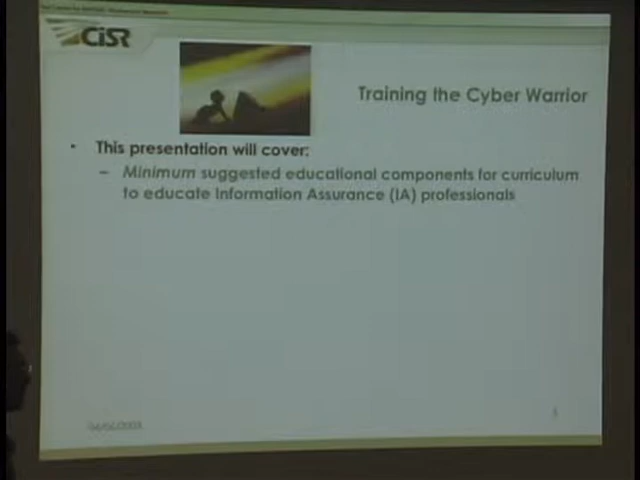 CISR
Training the Cyber Warrior
• This presentation will cover:
– Minimum suggested educational components for curriculum
to educate Information Assurance (IA) professionals